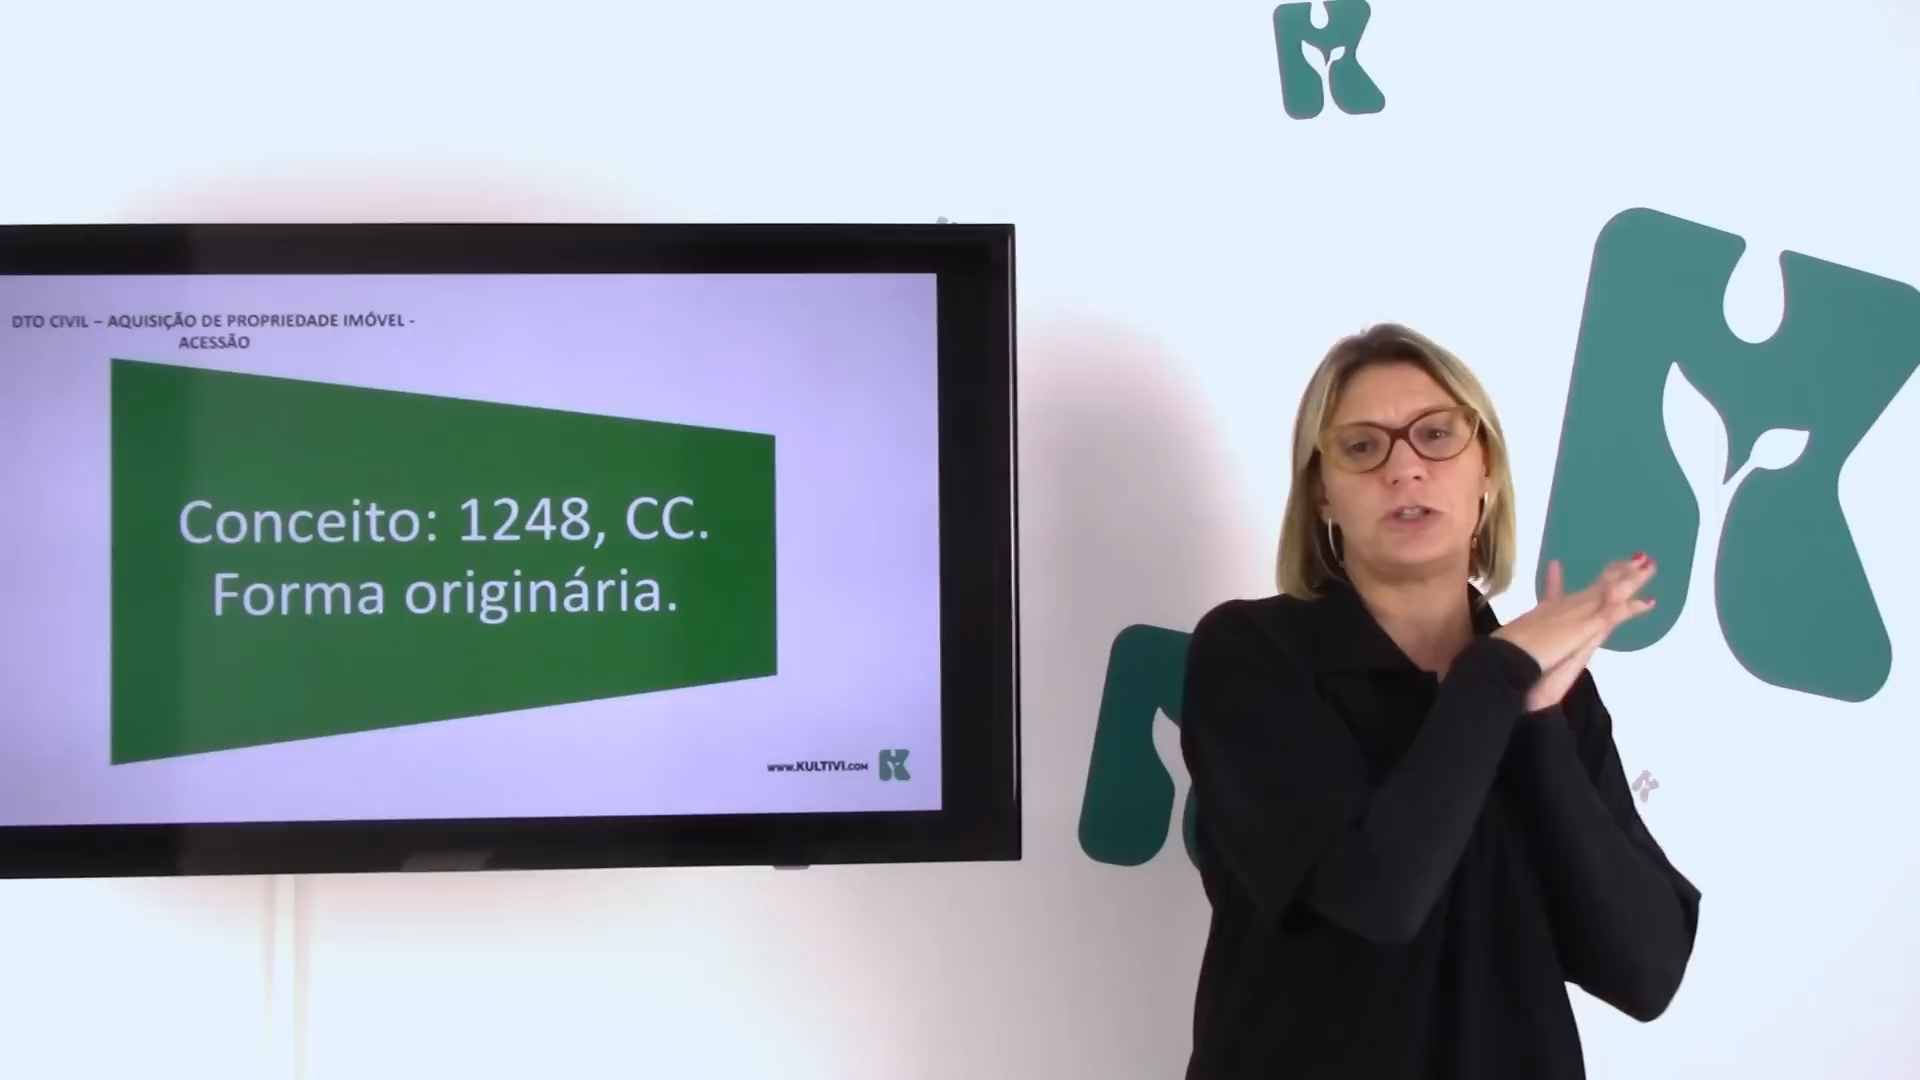 DTO CIVIL – AQUISIÇÃO DE PROPRIEDADE IMÓVEL -
ACESSÃO
Conceito: 1248, CC.
Forma originária.
www.KULTIVI.COM